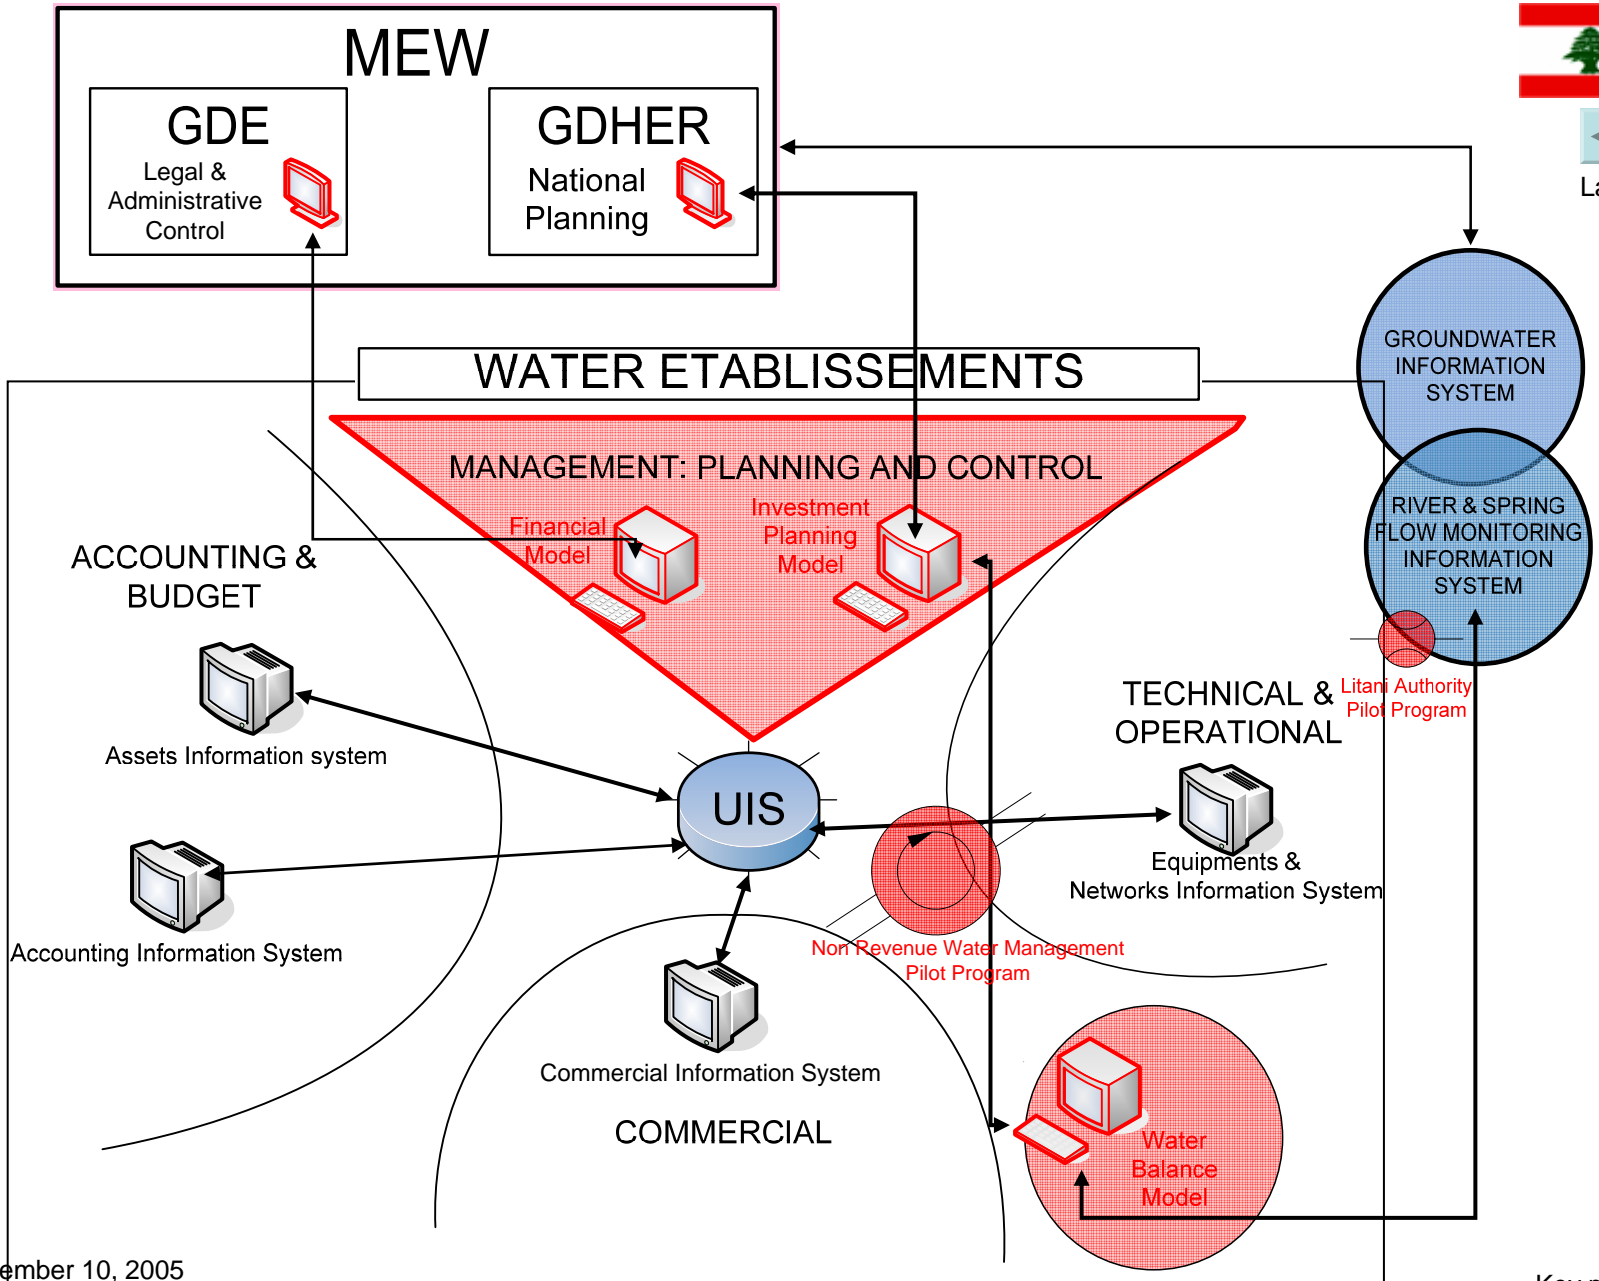 MEW
GDE
Legal &
Administrative
Control
GDHER
National
Planning
WATER ETABLISSEMENTS
MANAGEMENT: PLANNING AND CONTROL
Financial
Model
Investment
Planning
Model
GROUNDWATER
INFORMATION
SYSTEM
RIVER & SPRING
FLOW MONITORING
INFORMATION
SYSTEM
Litani Authority
Pilot Program
ACCOUNTING &
BUDGET
Assets Information system
Accounting Information System
UIS
TECHNICAL &
OPERATIONAL
Equipments &
Networks Information System
Non Revenue Water Management
Pilot Program
Commercial Information System
COMMERCIAL
Water
Balance
Model
ember 10, 2005